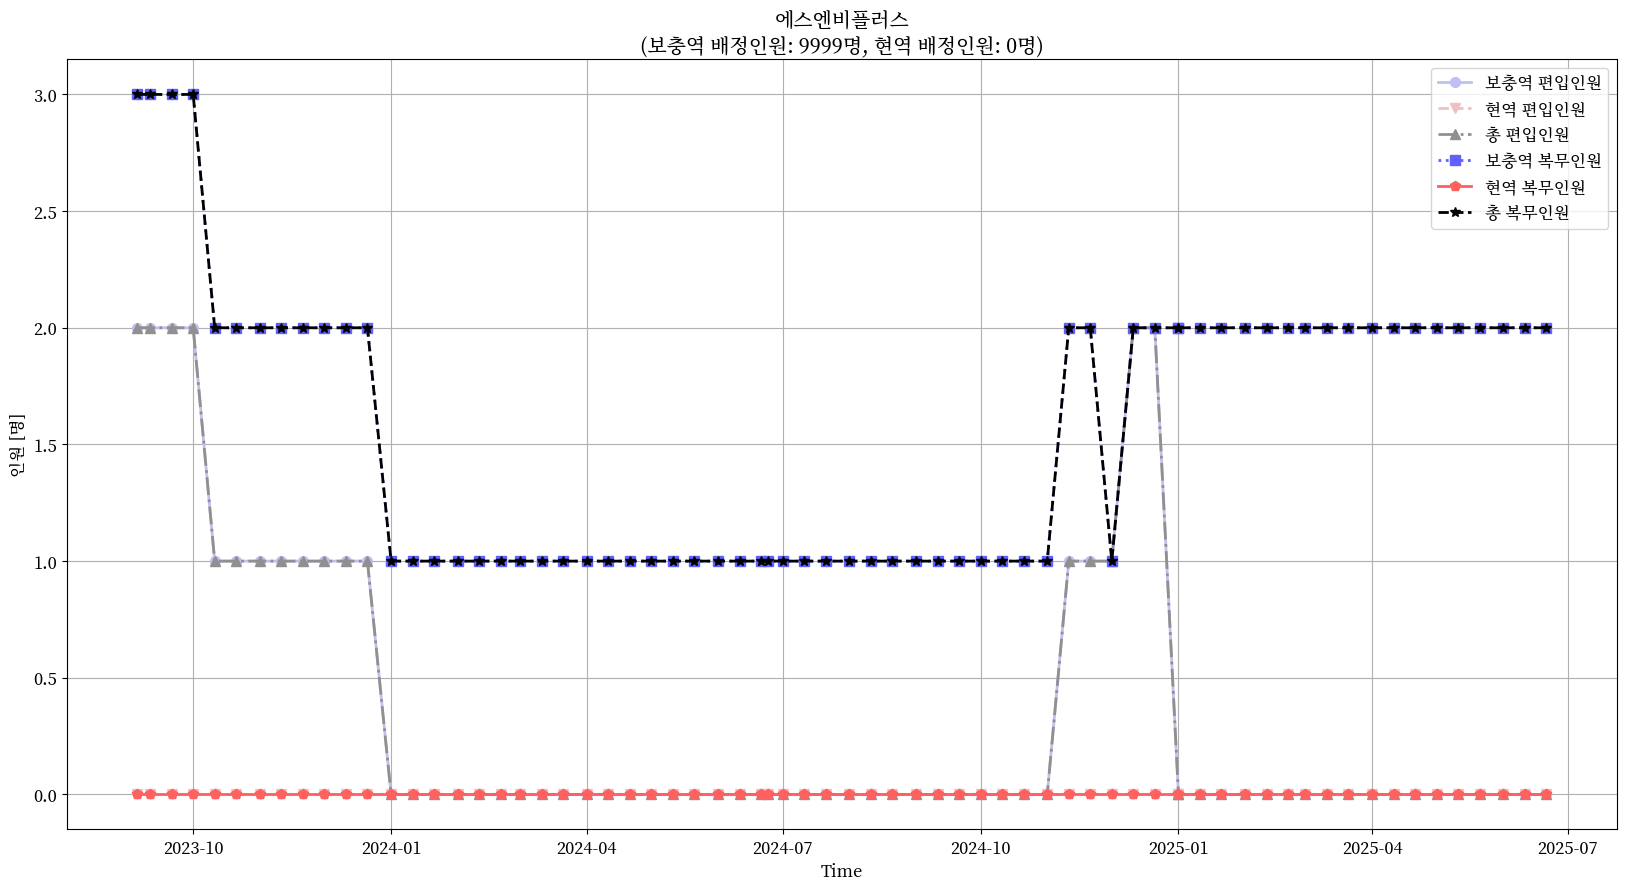 에스엔비플러스
(보충역 배정인원: 9999명, 현역 배정인원: 0명)
보충역 편입인원
현역 편입인원
총 편입인원
보충역 복무인원
현역 복무인원
총 복무인원
인원 [명]
3.0
2.5
2.0
1.5
1.0
0.5
0.0
2023-10
2024-01
2024-04
2024-07
2024-10
2025-01
2025-04
2025-07
Time